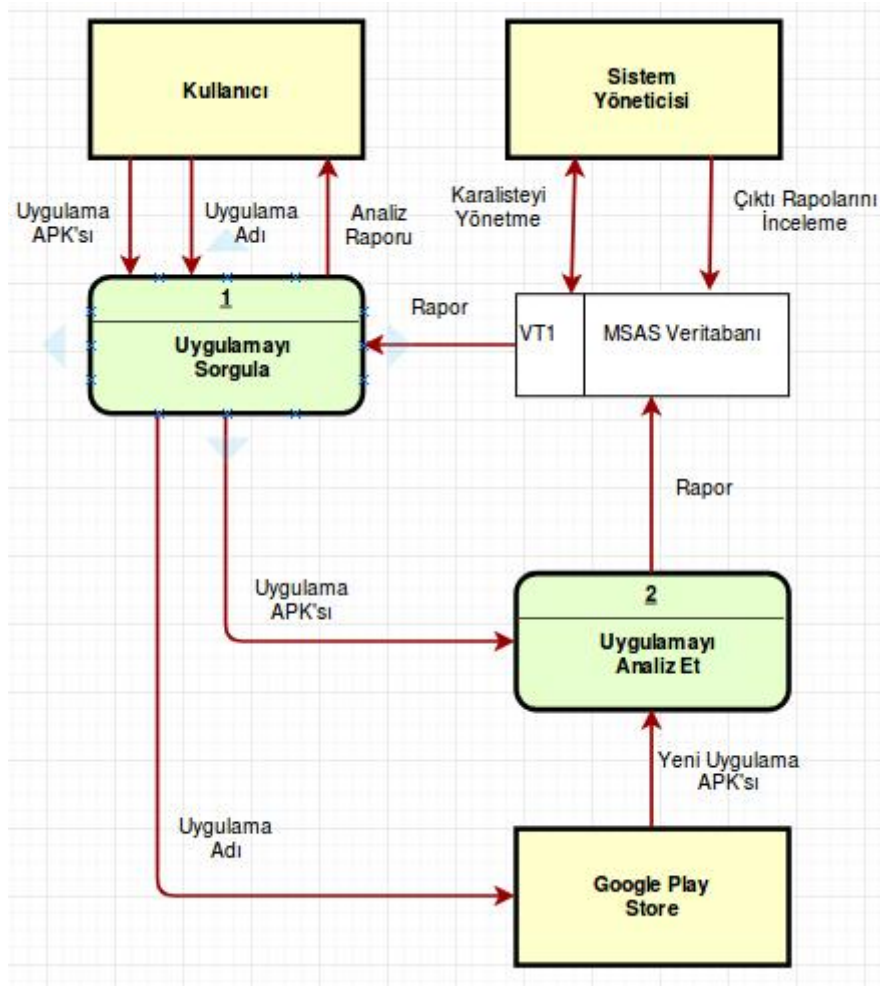 Kullanıcı
Sistem
Yöneticisi
Uygulama
APK'sı
Uygulama
Adı
Analiz
Raporu
Karalisteyi
Yönetme
Çıktı Rapolarını
İnceleme
1
Uygulamayı
Sorgula
Rapor
VT1
MSAS Veritabanı
Rapor
Uygulama
APK'sı
2
Uygulamayı
Analiz Et
Yeni Uygulama
APK'sı
Uygulama
Adı
Google Play
Store